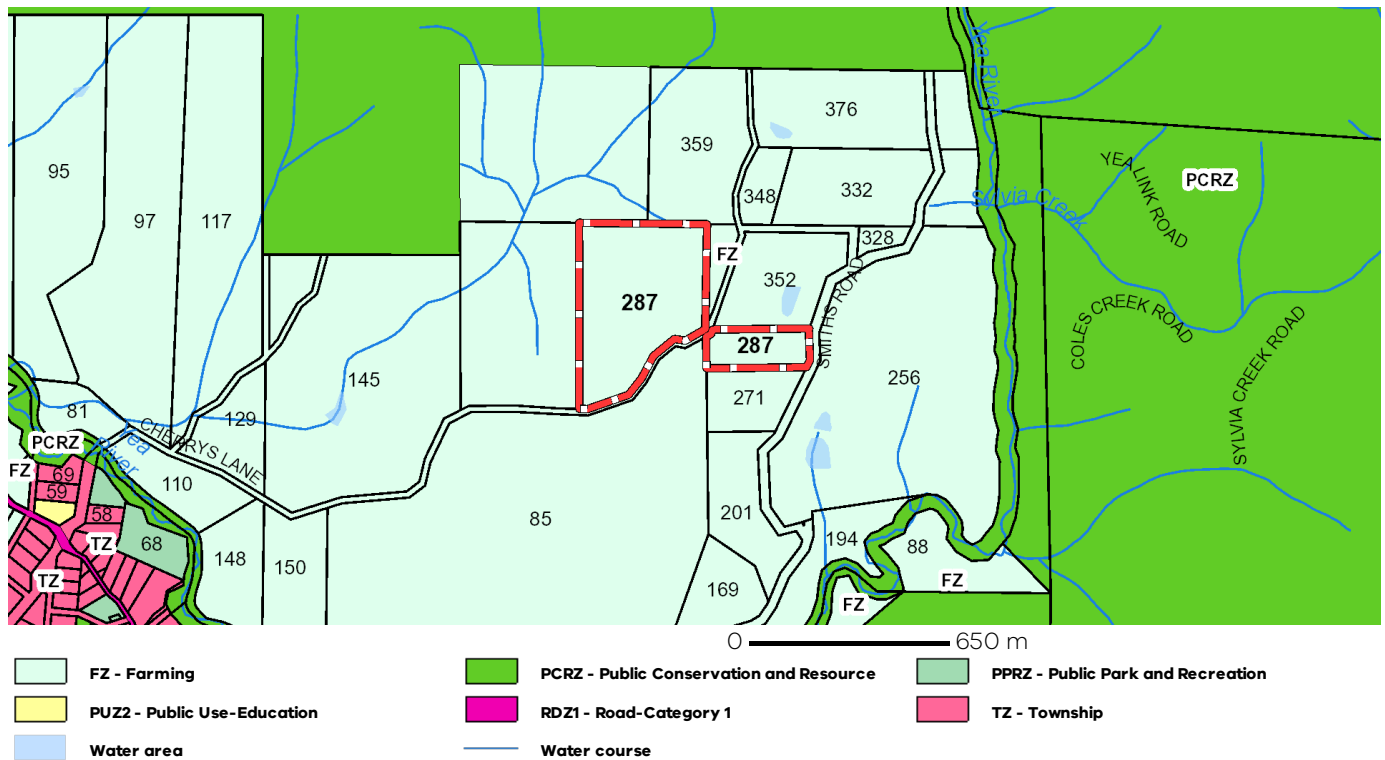 Yea River
376
359
95
YEA LINK ROAD
PCRZ
348
332
Sylvia Creek
97
117
328
FZ
352
287
SMITHS ROAD
COLES CREEK ROAD
SYLVIA CREEK ROAD
287
145
256
271
81
129
CHERRYS LANE
Yea River
PCRZ
FZ
69
59
110
58
TZ
68
85
201
194
88
148
150
TZ
169
FZ
FZ
0 650 m
FZ - Farming
PCRZ - Public Conservation and Resource
PPRZ - Public Park and Recreation
PUZ2 - Public Use-Education
RDZ1 - Road-Category 1
TZ - Township
Water area
Water course